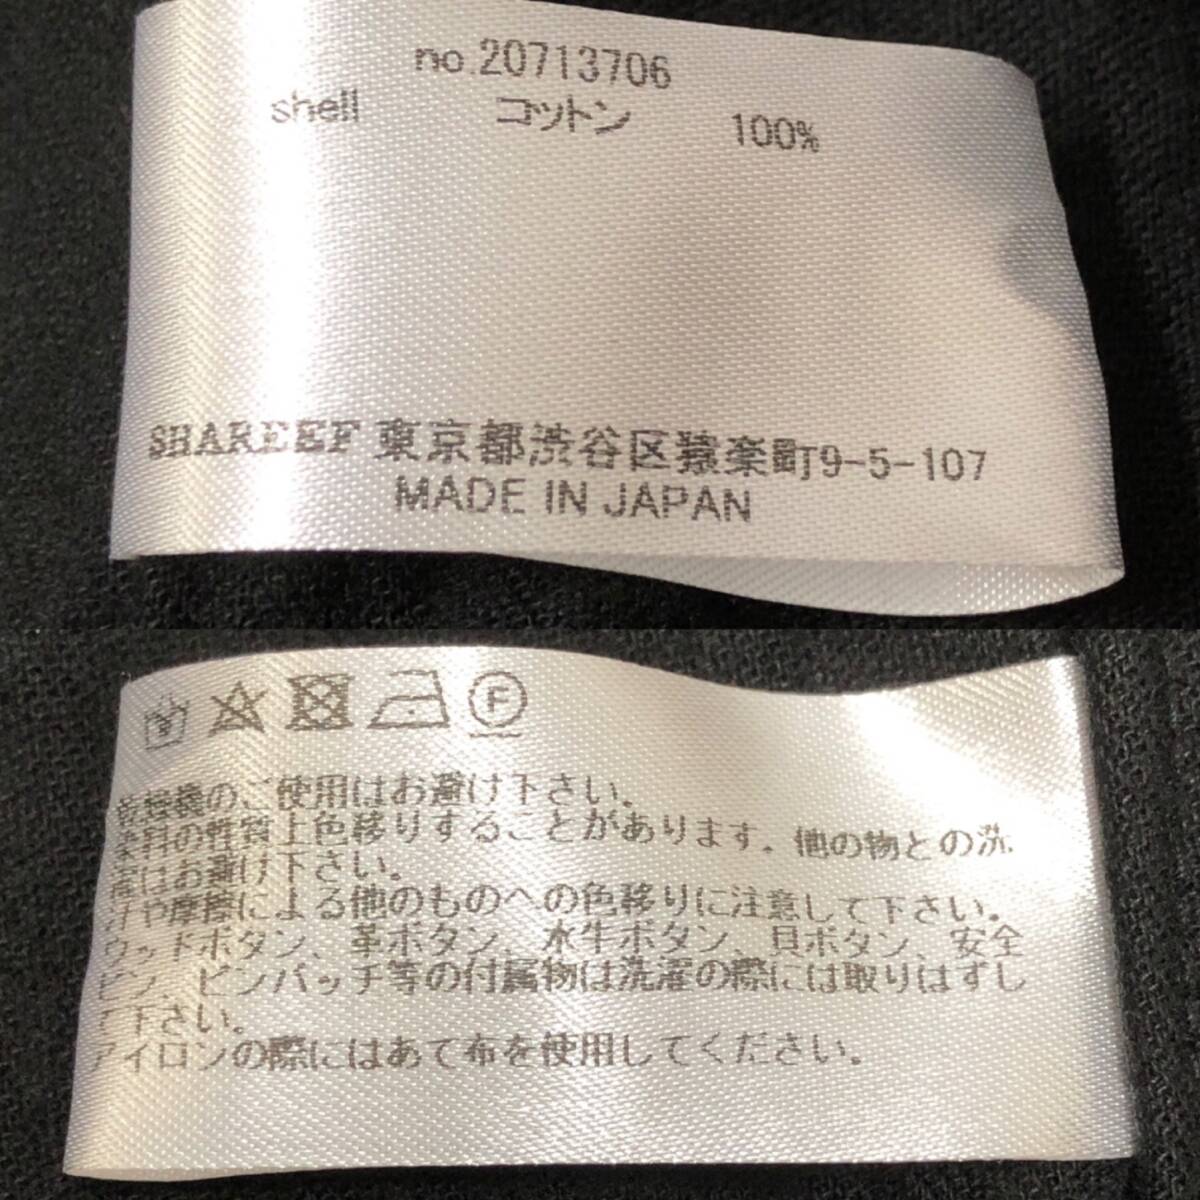 no.20713706
shell コットン 100%
SHAREEF 東京都渋谷区猿楽町9-5-107
MADE IN JAPAN
F
乾燥機のご使用はお避け下さい。
染料の性質上色移りすることがあります。他の物との洗
濯はお避け下さい。
汗や摩擦による他のものへの色移りに注意して下さい。
ウッドボタン、革ボタン、水牛ボタン、貝ボタン、安全
ピン、ピンバッチ等の付属物は洗濯の際には取りはずし
て下さい。
アイロンの際にはあて布を使用してください。